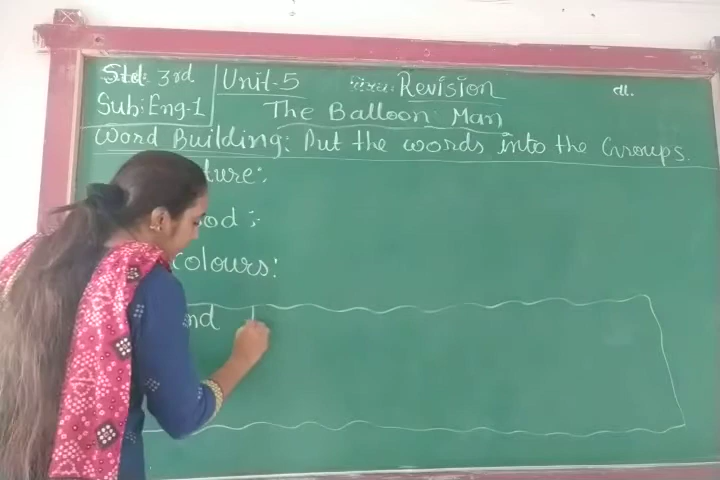 Std: 3rd
Unit-5
Revision
dt.
Sub: Eng-1
The Balloon Man
Word Building: Put the words into the Groups.
ture:
od :-
colours:
nd